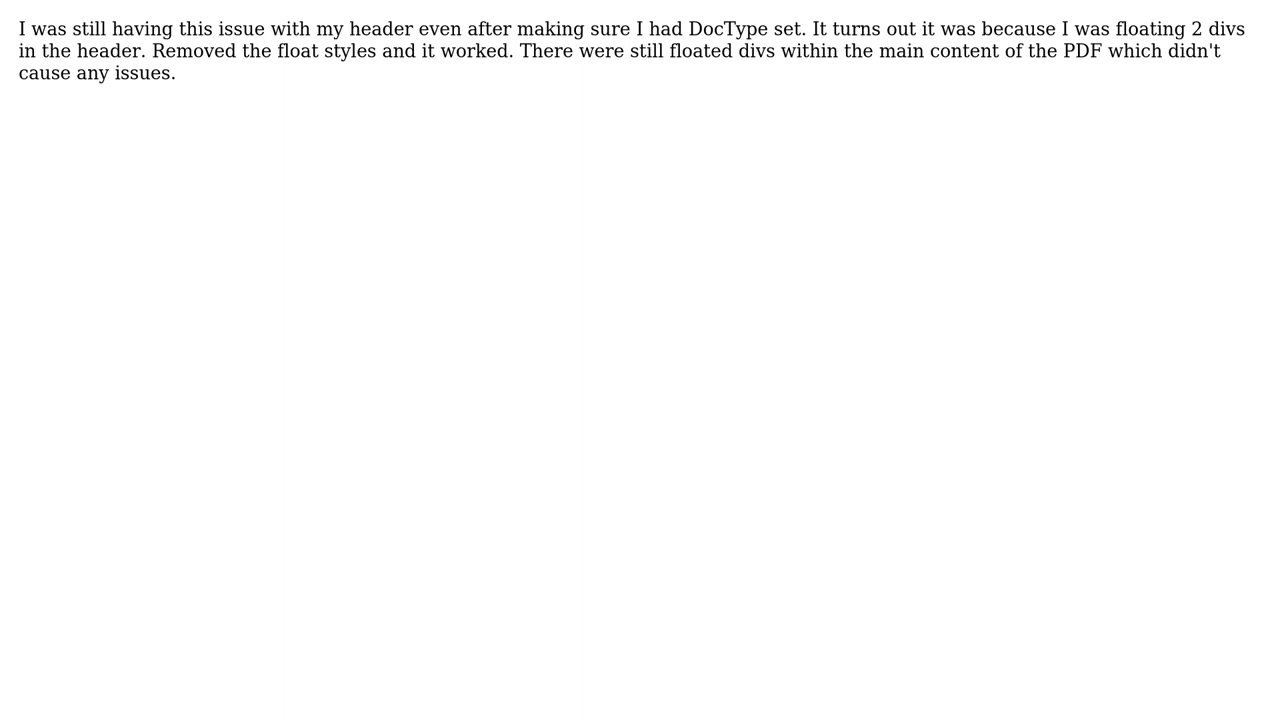 I was still having this issue with my header even after making sure I had DocType set. It turns out it was because I was floating 2 divs
in the header. Removed the float styles and it worked. There were still floated divs within the main content of the PDF which didn't
cause any issues.